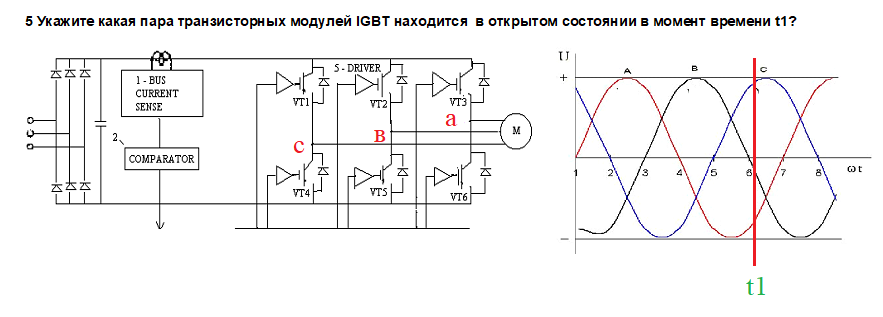 5 Укажите какая пара транзисторных модулей IGBT находится в открытом состоянии в момент времени t1?
1 - BUS
CURRENT
SENSE
2
COMPARATOR
5 - DRIVER
VT1
VT2
VT3
a
в
с
M
VT4
VT5
VT6
U
+
A
B
C
1
2
3
4
5
6
7
8
ωt
–
t1